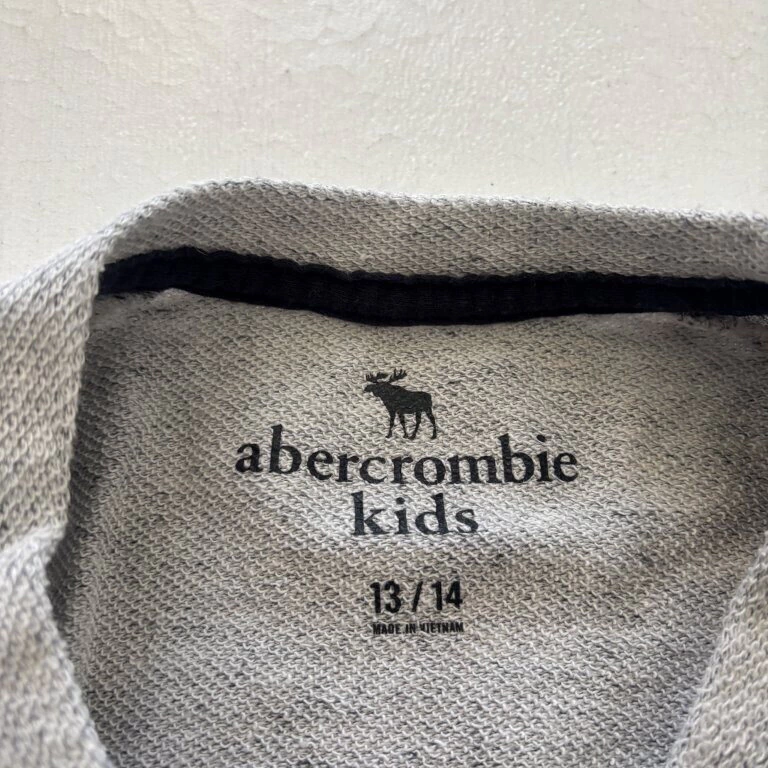 abercrombie
kids
13 / 14
MADE IN VIETNAM